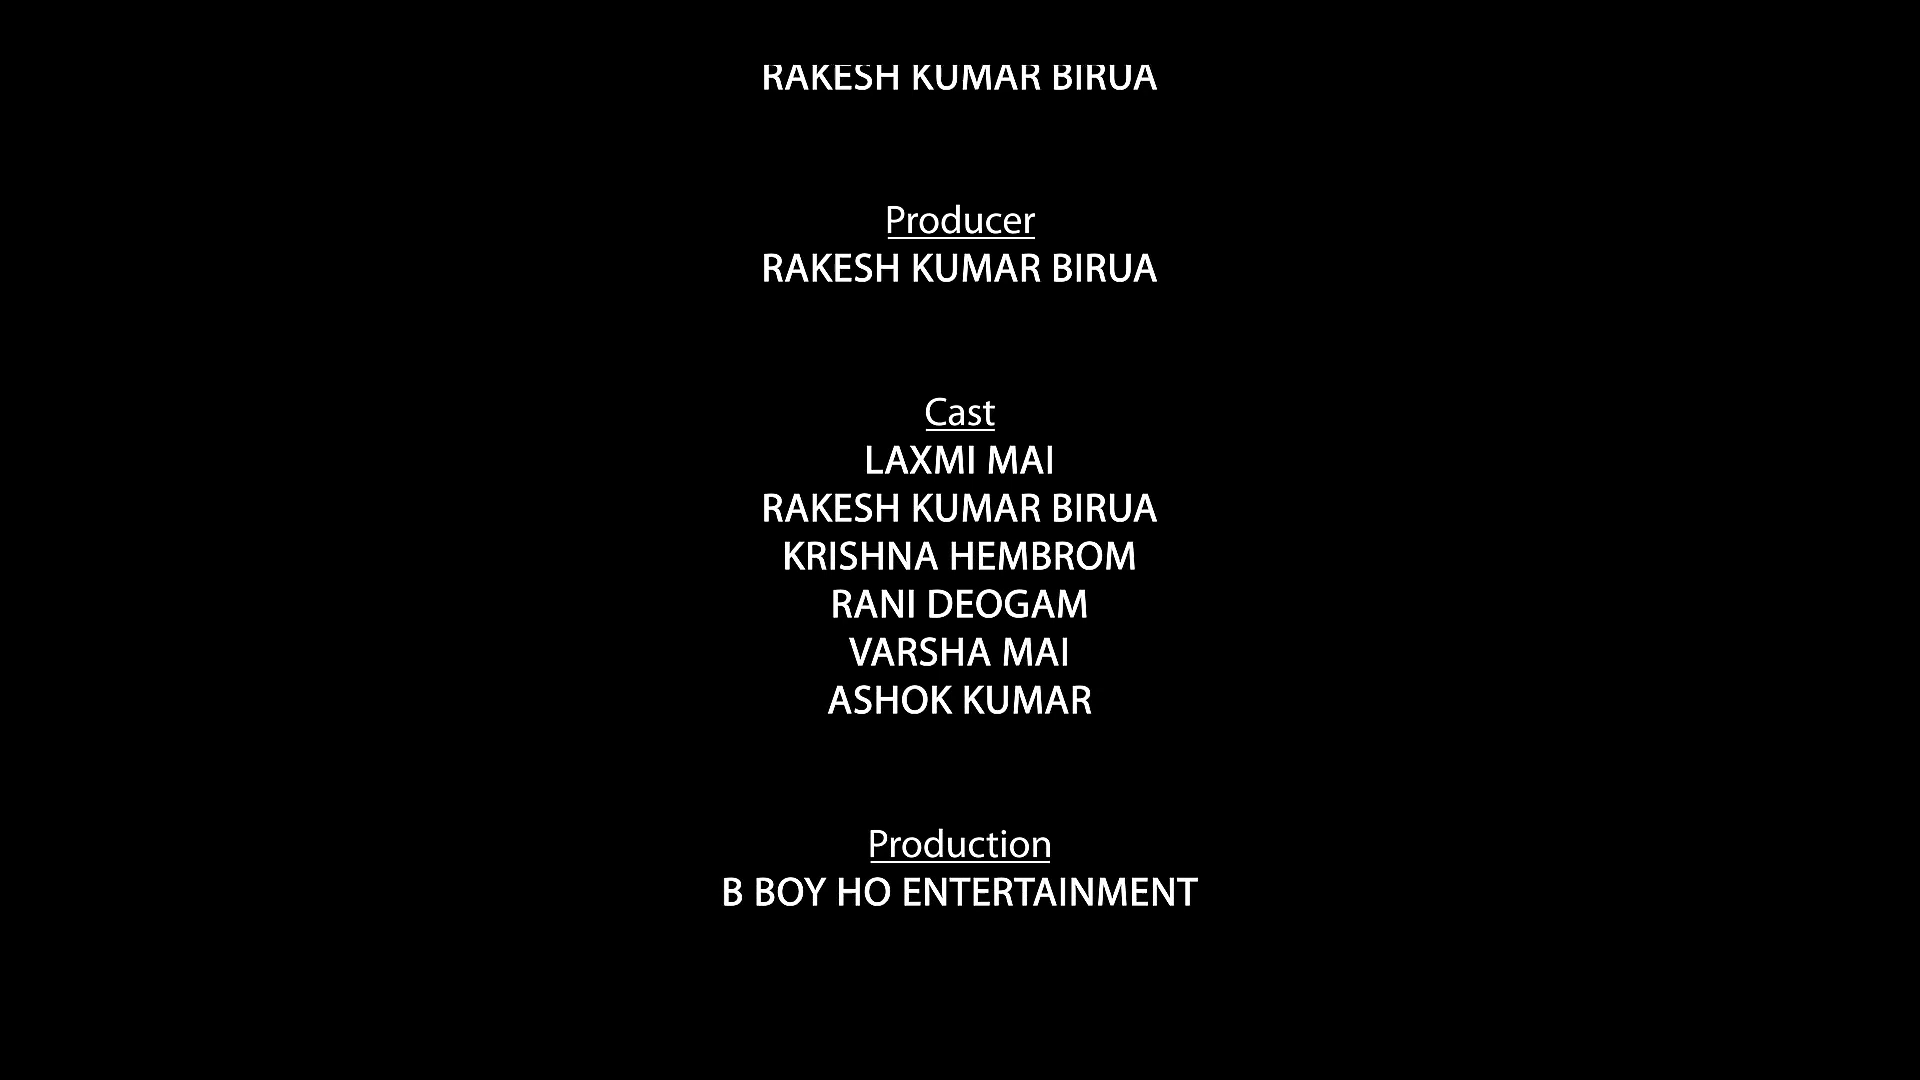 RAKESH KUMAR BIRUA
Producer
RAKESH KUMAR BIRUA
Cast
LAXMI MAI
RAKESH KUMAR BIRUA
KRISHNA HEMBROM
RANI DEOGAM
VARSHA MAI
ASHOK KUMAR
Production
B BOY HO ENTERTAINMENT